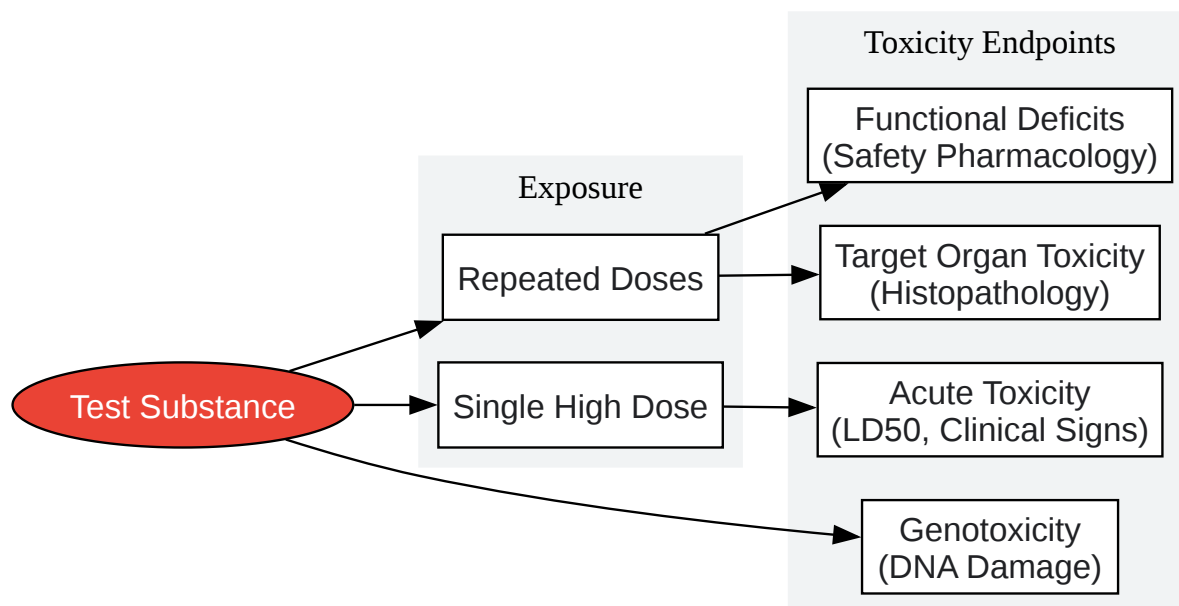 Test Substance
Exposure
Repeated Doses
Single High Dose
Toxicity Endpoints
Functional Deficits
(Safety Pharmacology)
Target Organ Toxicity
(Histopathology)
Acute Toxicity
(LD50, Clinical Signs)
Genotoxicity
(DNA Damage)